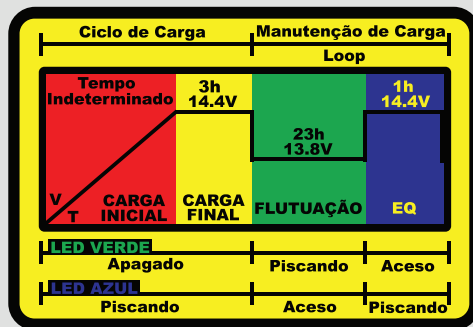 Ciclo de Carga
Manutenção de Carga
Loop
Tempo
Indeterminado
3h
14.4V
1h
14.4V
23h
13.8V
V
T
CARGA
INICIAL
CARGA
FINAL
FLUTUAÇÃO
EQ
LED VERDE
Apagado
Piscando
Aceso
LED AZUL
Piscando
Aceso
Piscando